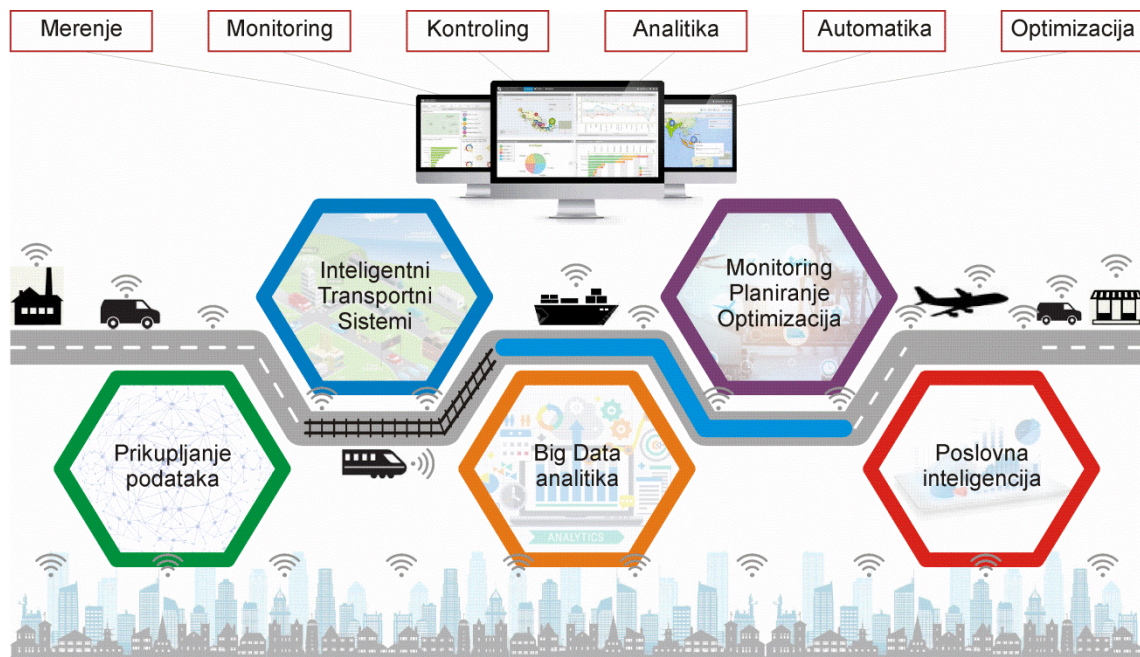 Merenje
Monitoring
Kontroling
Analitika
Automatika
Optimizacija
Inteligentni
Transportni
Sistemi
Monitoring
Planiranje
Optimizacija
Prikupljanje
podataka
Big Data
analitika
ANALYTICS
Poslovna
inteligencija